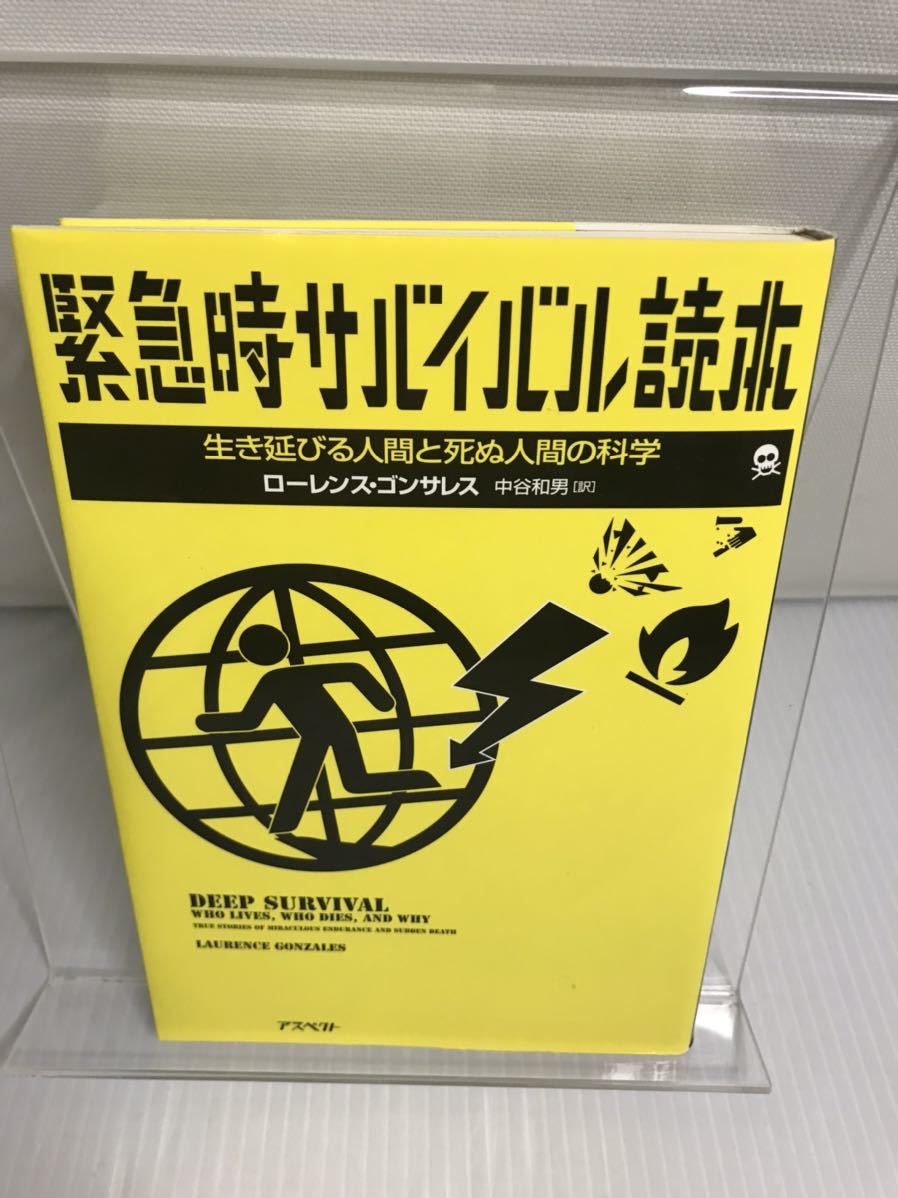 緊急時サバイバル読本
生き延びる人間と死ぬ人間の科学
ローレンス・ゴンサレス 中谷和男[訳]
DEEP SURVIVAL
WHO LIVES, WHO DIES, AND WHY
TRUE STORIES OF MIRACULOUS ENDURANCE AND SUDDEN DEATH
LAURENCE GONZALES
アスペクト